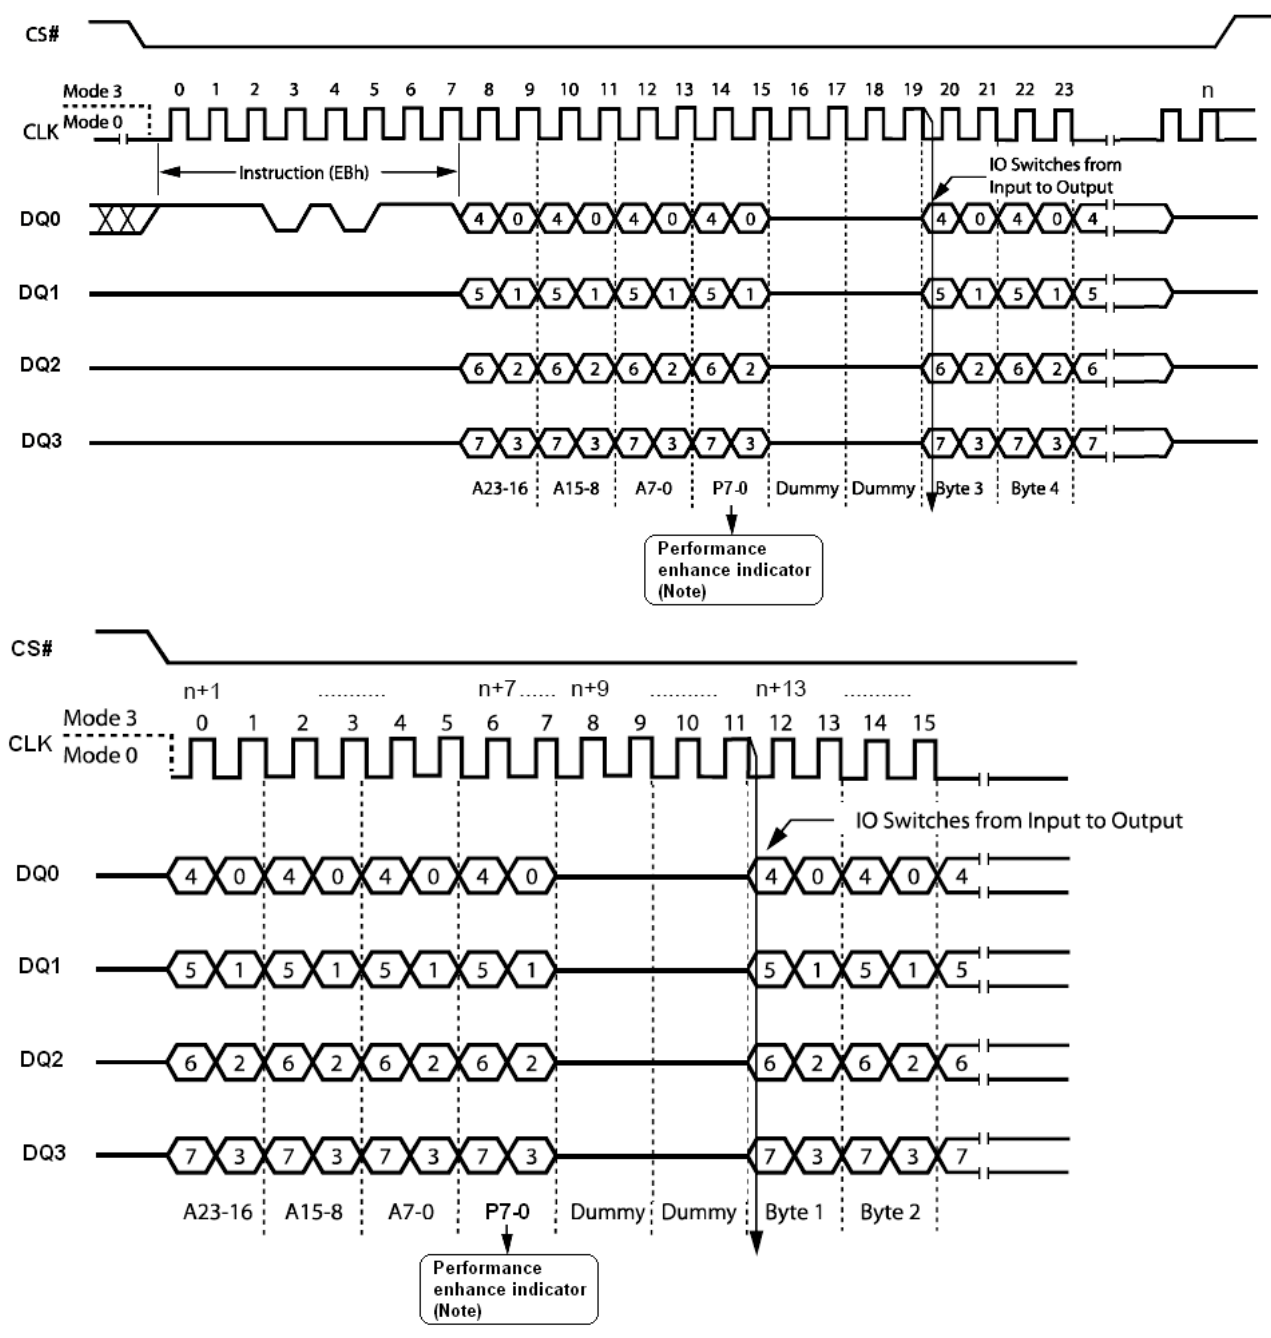 CS#
0 1 2 3 4 5 6 7 8 9 10 11 12 13 14 15 16 17 18 19 20 21 22 23 n
Mode 3
CLK Mode 0
Instruction (EBh)
IO Switches from
Input to Output
DQ0 4 0 4 0 4 0 4 0 4 0 4 0 4
DQ1 5 1 5 1 5 1 5 1 5 1 5 1 5
DQ2 6 2 6 2 6 2 6 2 6 2 6 2 6
DQ3 7 3 7 3 7 3 7 3 7 3 7 3 7
A23-16 A15-8 A7-0 P7-0 Dummy Dummy Byte 3 Byte 4
Performance
enhance indicator
(Note)
CS#
n+1 ........... n+7...... n+9 ........... n+13 ...........
Mode 3 0 1 2 3 4 5 6 7 8 9 10 11 12 13 14 15
CLK
Mode 0
IO Switches from Input to Output
DQ0 4 0 4 0 4 0 4 0 4 0 4 0 4
DQ1 5 1 5 1 5 1 5 1 5 1 5 1 5
DQ2 6 2 6 2 6 2 6 2 6 2 6 2 6
DQ3 7 3 7 3 7 3 7 3 7 3 7 3 7
A23-16 A15-8 A7-0 P7-0 Dummy Dummy Byte 1 Byte 2
Performance
enhance indicator
(Note)